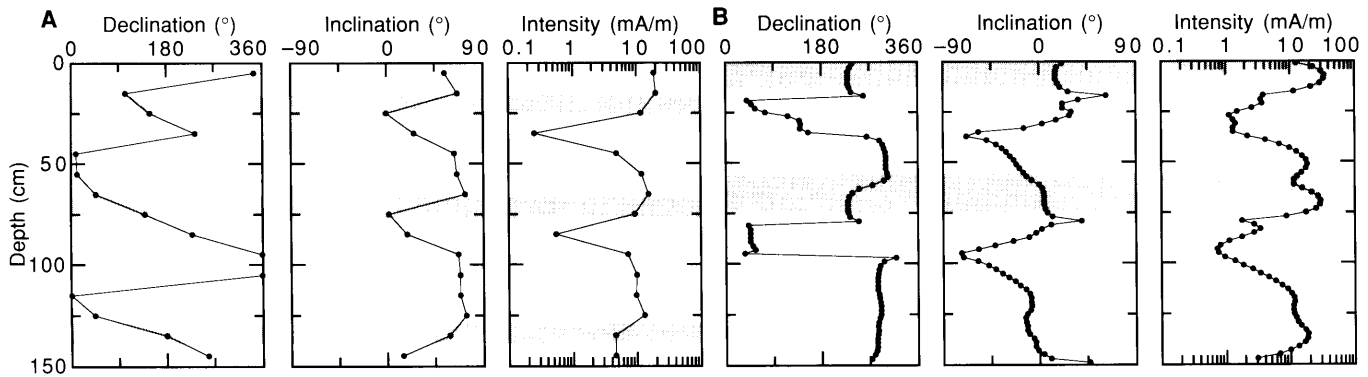 A Declination (°) Inclination (°) Intensity (mA/m) B Declination (°) Inclination (°) Intensity (mA/m)
0 180 360 −90 0 90 0.1 1 10 100 0 180 360 −90 0 90 0.1 1 10 100
0
50
100
150
Depth (cm)